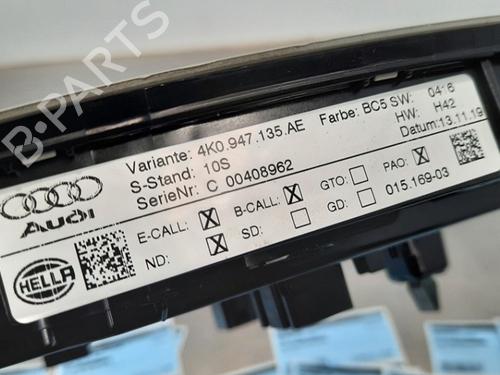 B-PARTS
Variante: 4K0.947.135.AE Farbe: BC5 SW: 0416
S-Stand: 10S HW: H42
SerieNr: C 00408962 Datum: 13.11.19
AUDI
E-CALL: B-CALL: GTO: PAO:
ND: SD: GD: 015.169-03
HELLA